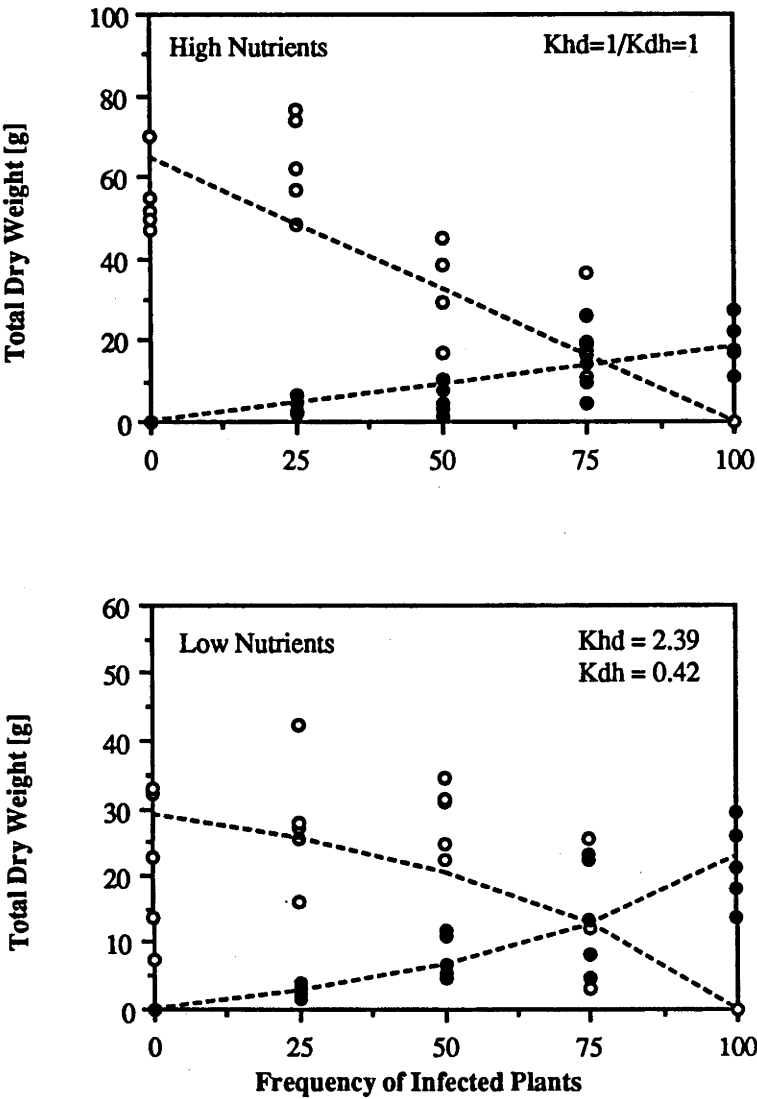 High Nutrients
Khd=1/Kdh=1
Total Dry Weight [g]
100
80
60
40
20
0
0 25 50 75 100
Low Nutrients
Khd = 2.39
Kdh = 0.42
Total Dry Weight [g]
60
50
40
30
20
10
0
0 25 50 75 100
Frequency of Infected Plants